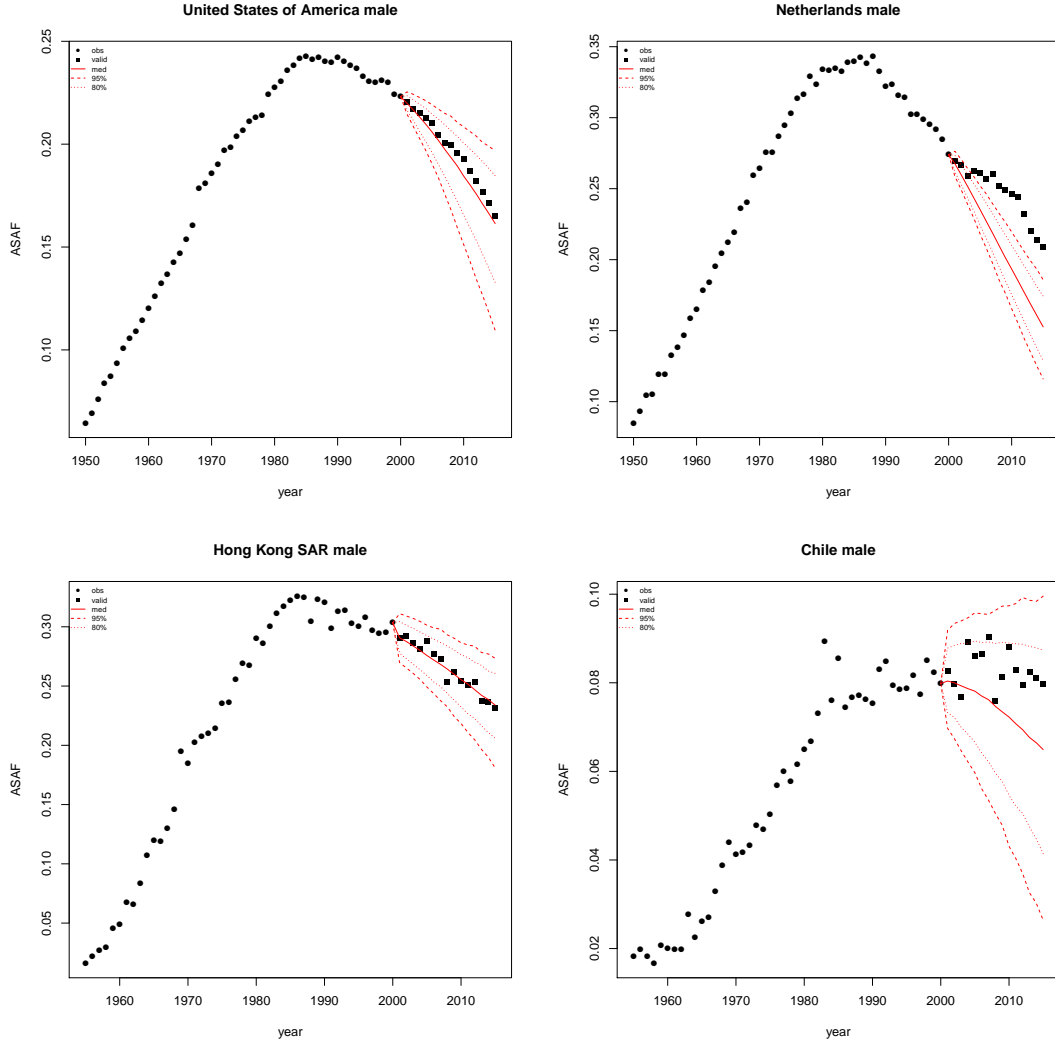 United States of America male
obs
valid
med
95%
80%
ASAF
0.25
0.20
0.15
0.10
1950 1960 1970 1980 1990 2000 2010
year
Netherlands male
obs
valid
med
95%
80%
ASAF
0.35
0.30
0.25
0.20
0.15
0.10
1950 1960 1970 1980 1990 2000 2010
year
Hong Kong SAR male
obs
valid
med
95%
80%
ASAF
0.30
0.25
0.20
0.15
0.10
0.05
1960 1970 1980 1990 2000 2010
year
Chile male
obs
valid
med
95%
80%
ASAF
0.10
0.08
0.06
0.04
0.02
1960 1970 1980 1990 2000 2010
year